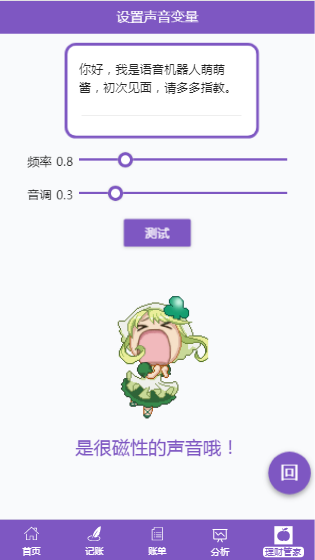 设置声音变量
你好，我是语音机器人萌萌
酱，初次见面，请多多指教。
频率 0.8
音调 0.3
测试
是很磁性的声音哦！
回
首页 记账 账单 分析 理财管家